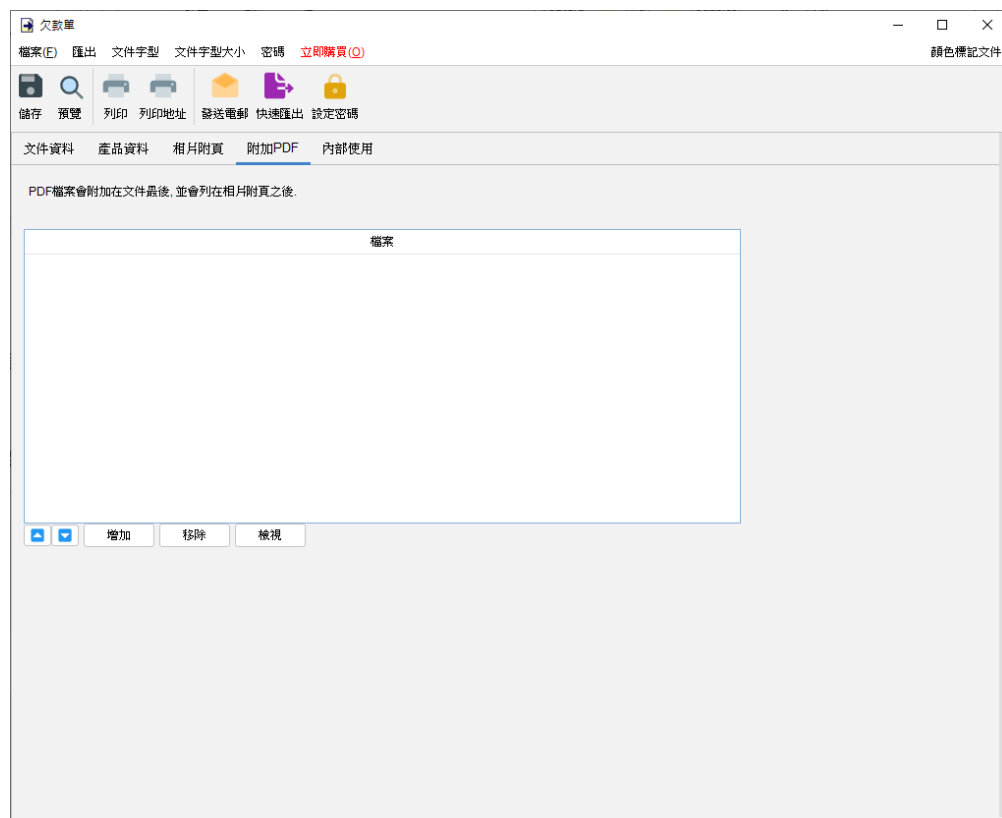 欠款單
檔案(F) 匯出 文件字型 文件字型大小 密碼 立即購買(O) 顏色標記文件
儲存 預覽 列印 列印地址 發送電郵 快速匯出 設定密碼
文件資料 產品資料 相片附頁 附加PDF 內部使用
PDF檔案會附加在文件最後, 並會列在相片附頁之後.
檔案
增加 移除 檢視